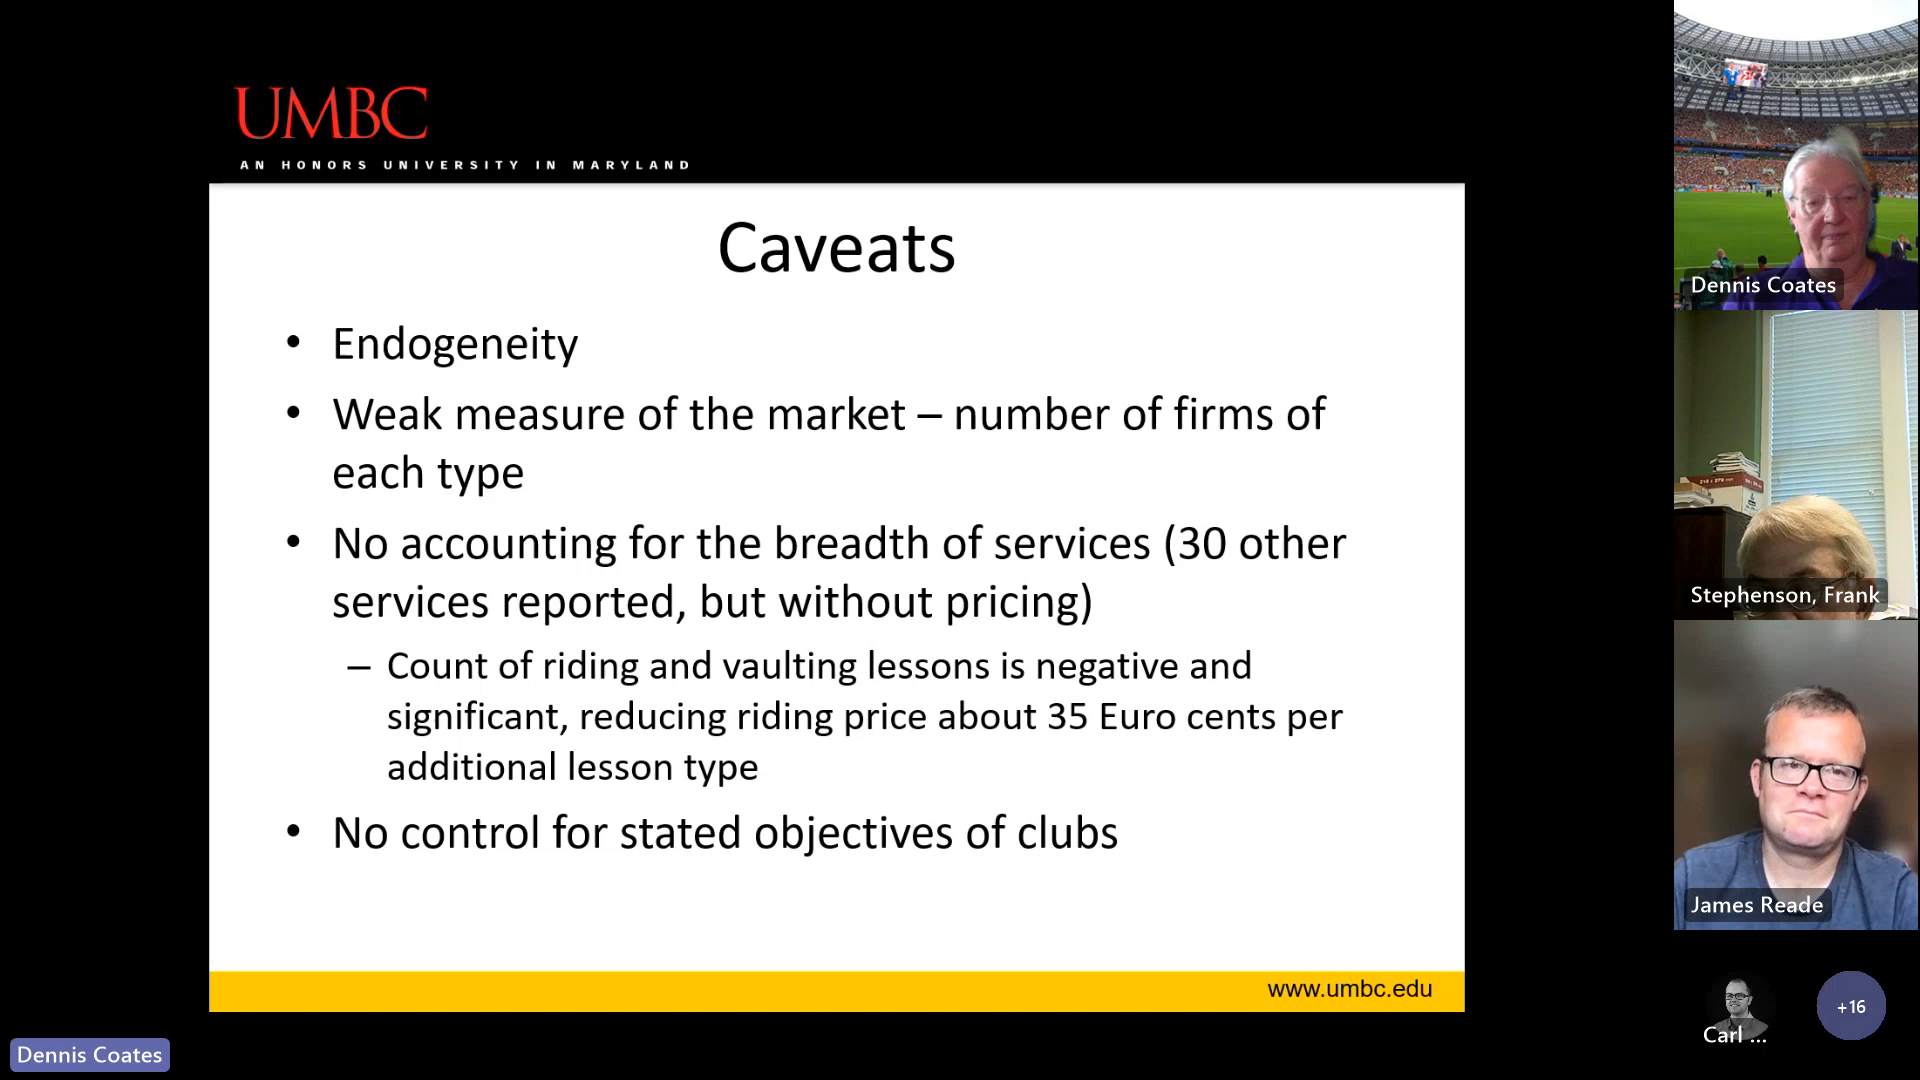 UMBC
AN HONORS UNIVERSITY IN MARYLAND
Caveats
• Endogeneity
• Weak measure of the market – number of firms of
each type
• No accounting for the breadth of services (30 other
services reported, but without pricing)
– Count of riding and vaulting lessons is negative and
significant, reducing riding price about 35 Euro cents per
additional lesson type
• No control for stated objectives of clubs
www.umbc.edu
Dennis Coates
Dennis Coates
Stephenson, Frank
James Reade
Carl ...
+16